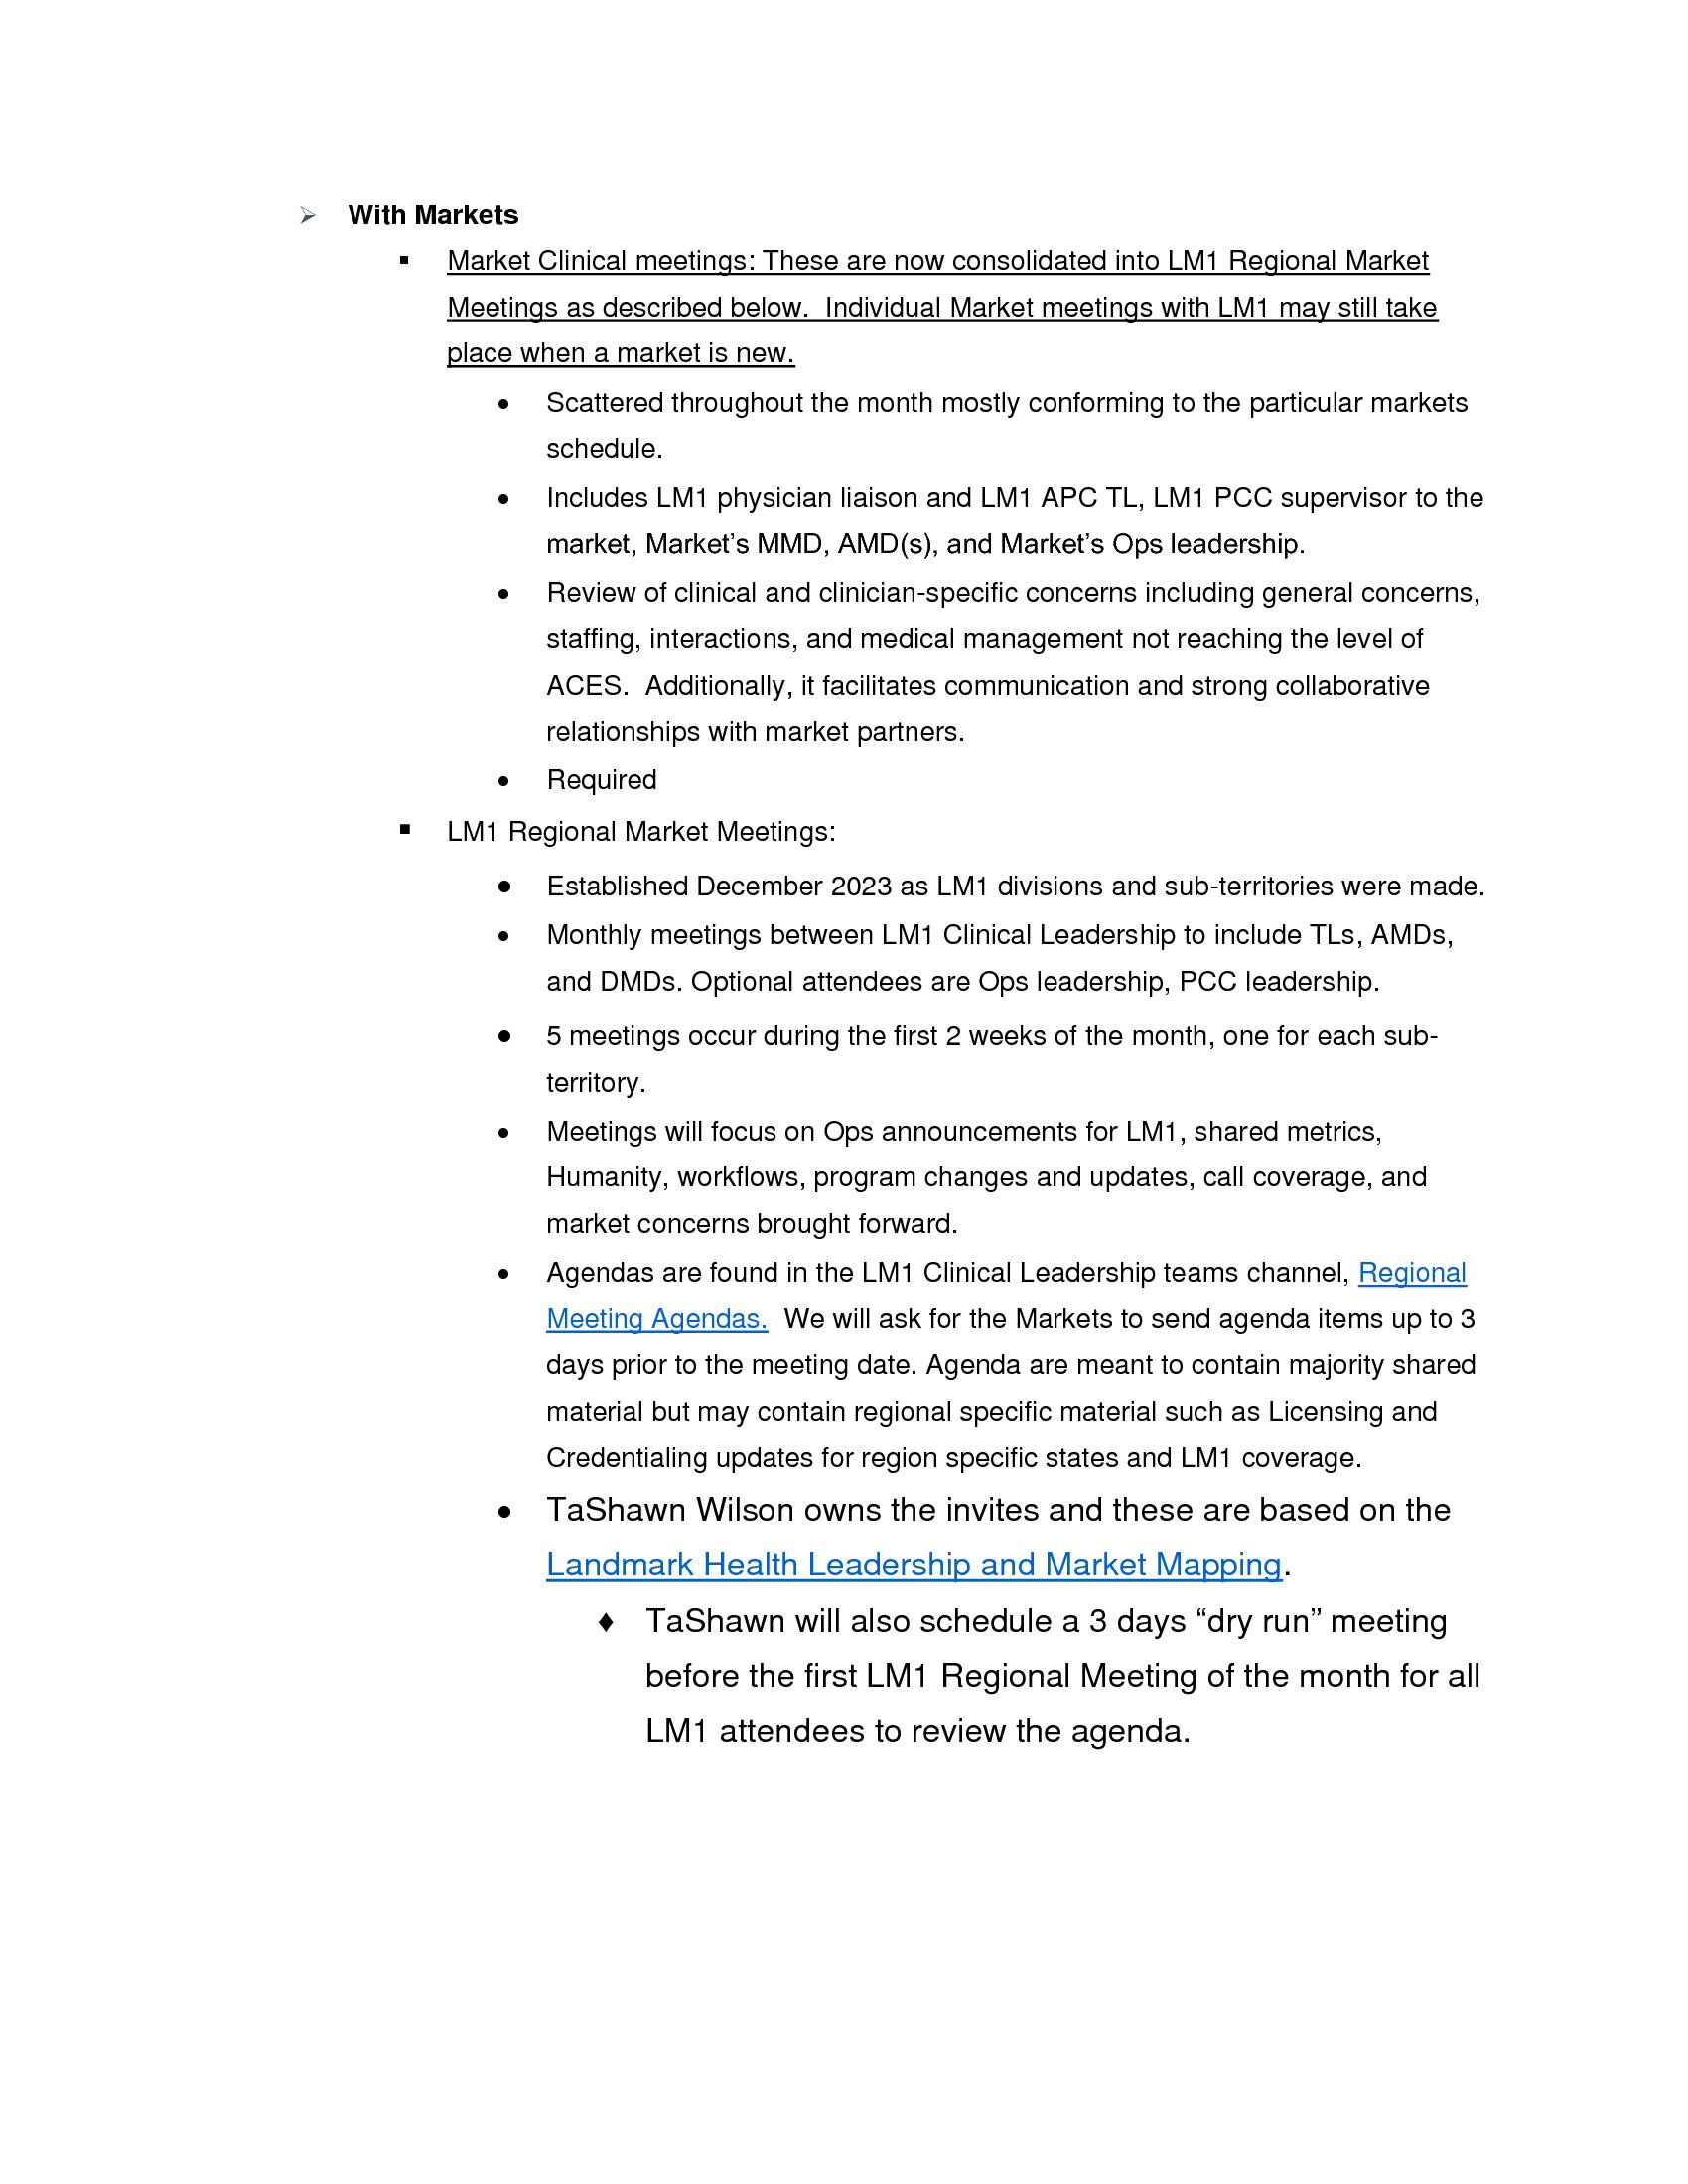 With Markets
Market Clinical meetings: These are now consolidated into LM1 Regional Market
Meetings as described below.  Individual Market meetings with LM1 may still take
place when a market is new.
Scattered throughout the month mostly conforming to the particular markets
schedule.
Includes LM1 physician liaison and LM1 APC TL, LM1 PCC supervisor to the
market, Market’s MMD, AMD(s), and Market’s Ops leadership.
Review of clinical and clinician-specific concerns including general concerns,
staffing, interactions, and medical management not reaching the level of
ACES.  Additionally, it facilitates communication and strong collaborative
relationships with market partners.
Required
LM1 Regional Market Meetings:
Established December 2023 as LM1 divisions and sub-territories were made.
Monthly meetings between LM1 Clinical Leadership to include TLs, AMDs,
and DMDs. Optional attendees are Ops leadership, PCC leadership.
5 meetings occur during the first 2 weeks of the month, one for each sub-
territory.
Meetings will focus on Ops announcements for LM1, shared metrics,
Humanity, workflows, program changes and updates, call coverage, and
market concerns brought forward.
Agendas are found in the LM1 Clinical Leadership teams channel, Regional
Meeting Agendas.  We will ask for the Markets to send agenda items up to 3
days prior to the meeting date. Agenda are meant to contain majority shared
material but may contain regional specific material such as Licensing and
Credentialing updates for region specific states and LM1 coverage.
TaShawn Wilson owns the invites and these are based on the
Landmark Health Leadership and Market Mapping.
TaShawn will also schedule a 3 days “dry run” meeting
before the first LM1 Regional Meeting of the month for all
LM1 attendees to review the agenda.